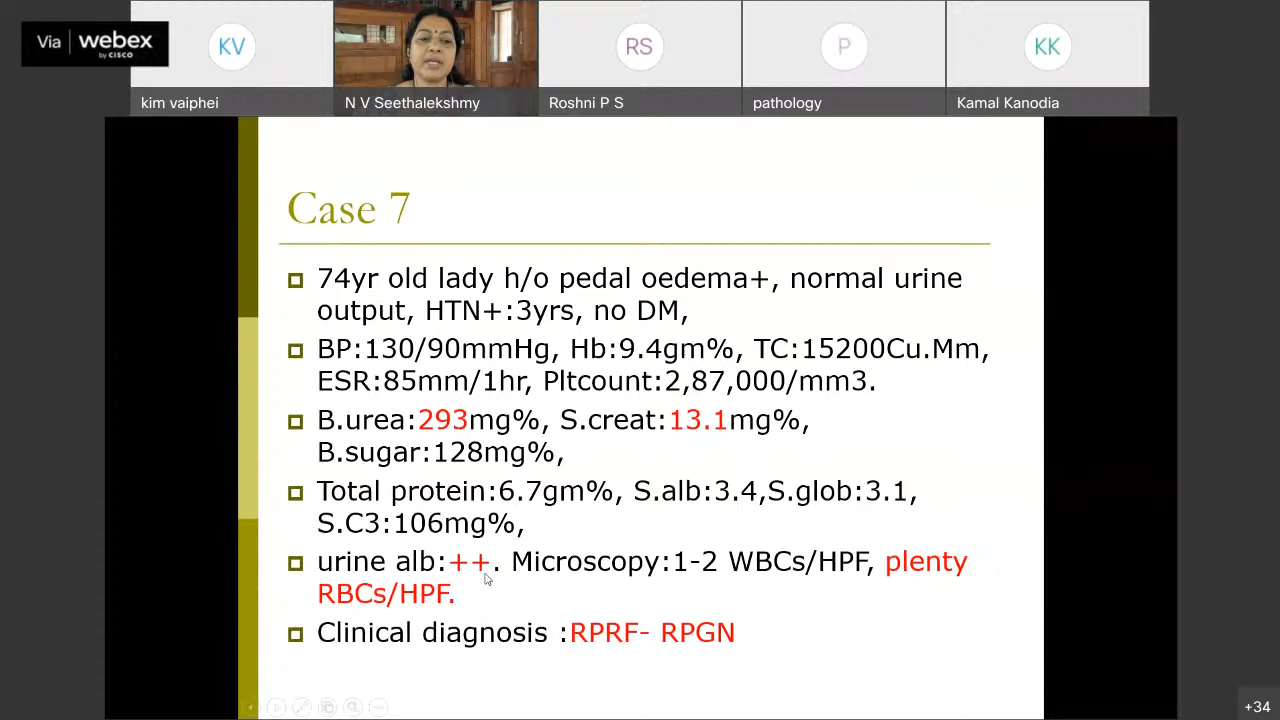 Via webex
by CISCO
KV
RS
P
KK
kim vaiphei
N V Seethalekshmy
Roshni P S
pathology
Kamal Kanodia
Case 7
74yr old lady h/o pedal oedema+, normal urine
output, HTN+:3yrs, no DM,
BP:130/90mmHg, Hb:9.4gm%, TC:15200Cu.Mm,
ESR:85mm/1hr, Pltcount:2,87,000/mm3.
B.urea:293mg%, S.creat:13.1mg%,
B.sugar:128mg%,
Total protein:6.7gm%, S.alb:3.4,S.glob:3.1,
S.C3:106mg%,
urine alb:++. Microscopy:1-2 WBCs/HPF, plenty
RBCs/HPF.
Clinical diagnosis :RPRF- RPGN
+34